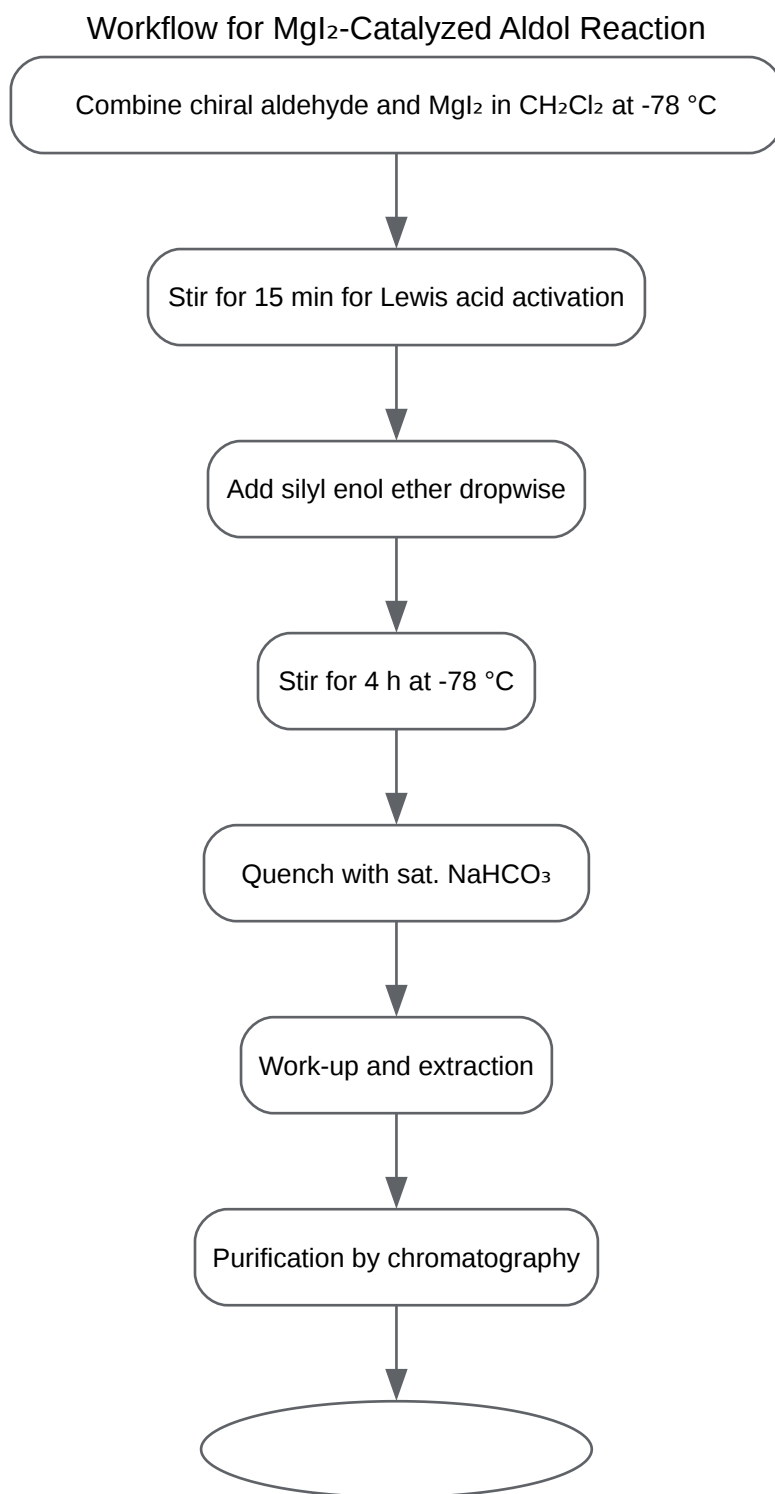 Workflow for MgI₂-Catalyzed Aldol Reaction
Combine chiral aldehyde and MgI₂ in CH₂Cl₂ at -78 °C
Stir for 15 min for Lewis acid activation
Add silyl enol ether dropwise
Stir for 4 h at -78 °C
Quench with sat. NaHCO₃
Work-up and extraction
Purification by chromatography